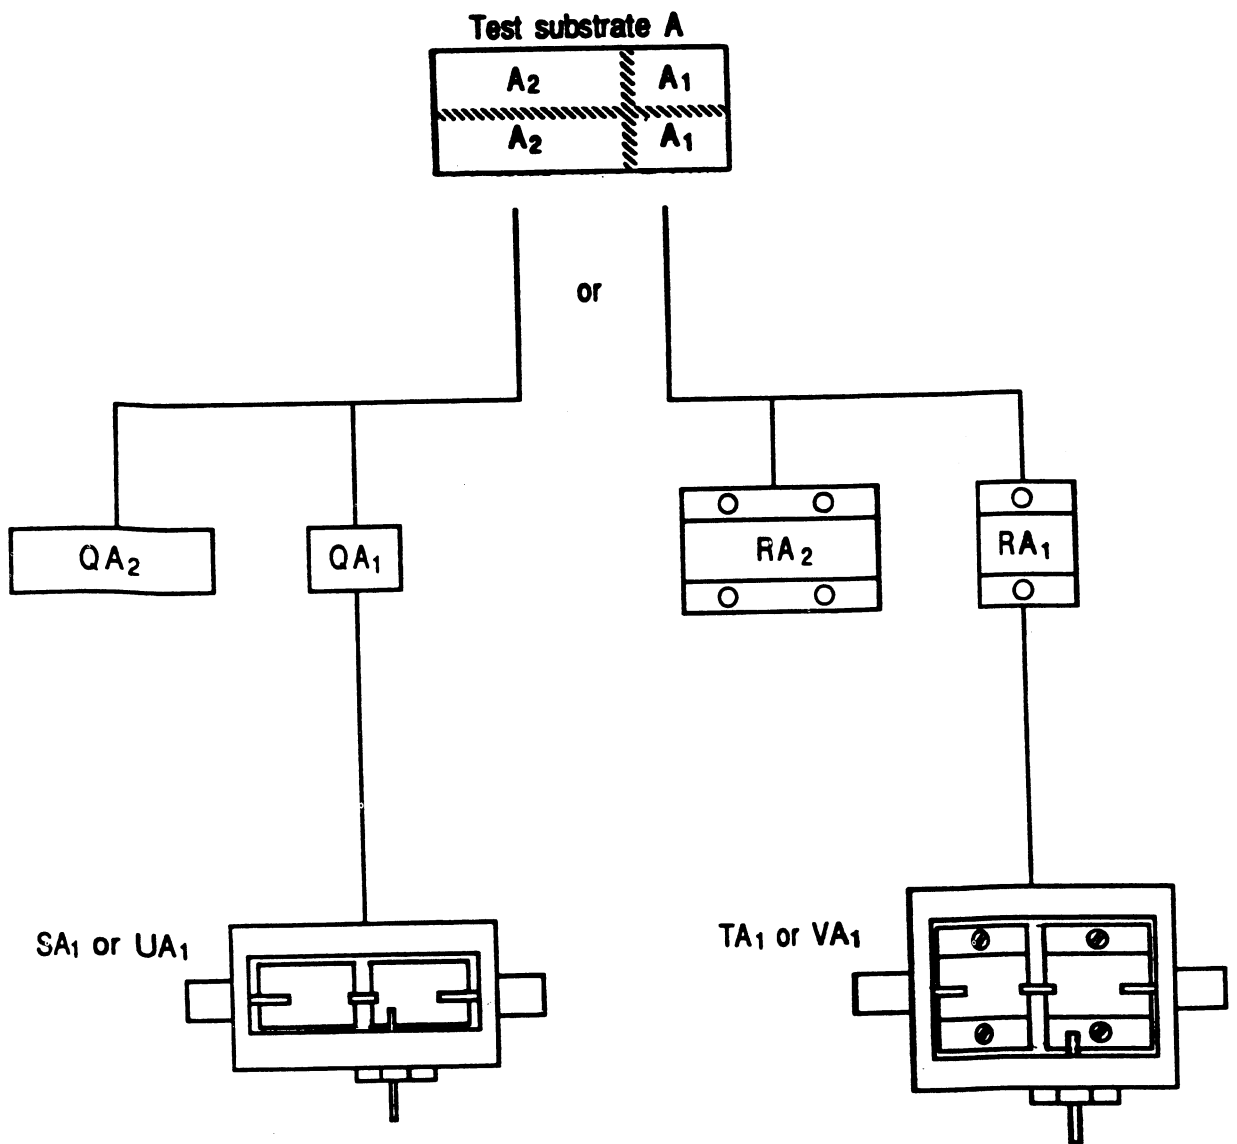 Test substrate A
A2 A1
A2 A1
or
QA2 QA1 RA2 RA1
SA1 or UA1 TA1 or VA1